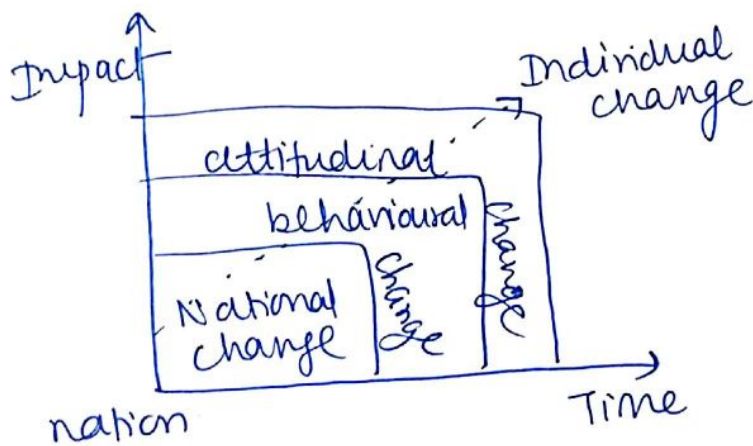 Impact
Individual
change
attitudinal
behavioural
change
change
National
change
nation
Time